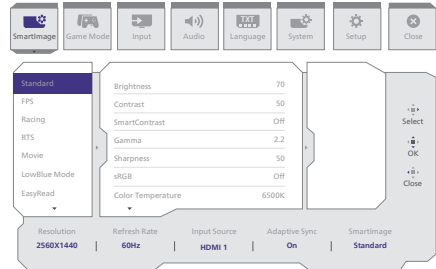 SmartImage
Game Mode
Input
Audio
TXT
Language
System
Setup
Close
Standard
FPS
Racing
RTS
Movie
LowBlue Mode
EasyRead
Brightness 70
Contrast 50
SmartContrast Off
Gamma 2.2
Sharpness 50
sRGB Off
Color Temperature 6500K
Select
OK
Close
Resolution
2560X1440
Refresh Rate
60Hz
Input Source
HDMI 1
Adaptive Sync
On
SmartImage
Standard